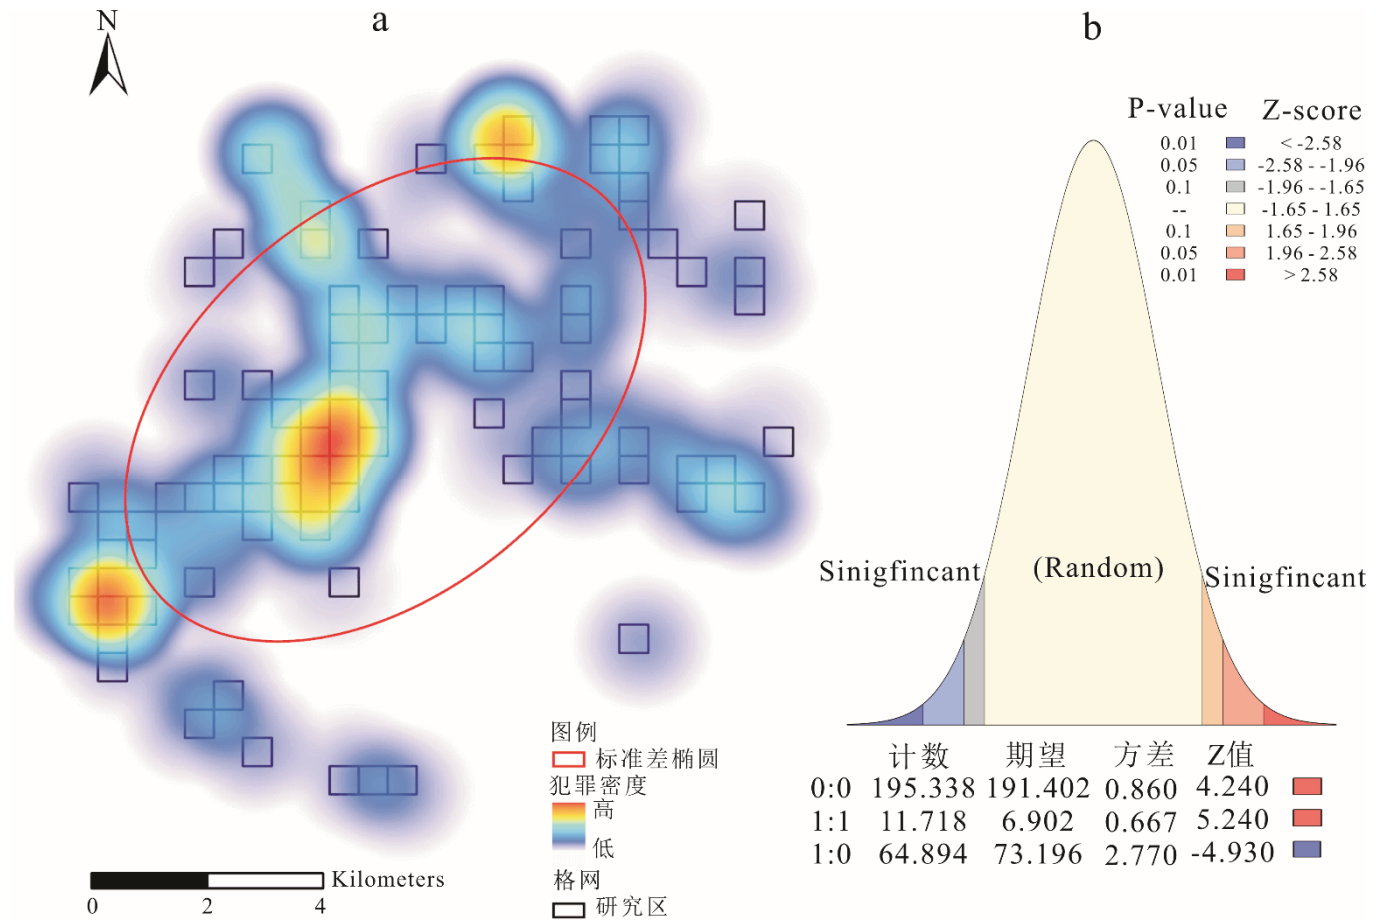 a
b
N
P-value Z-score
0.01 < -2.58
0.05 -2.58 - -1.96
0.1 -1.96 - -1.65
-- -1.65 - 1.65
0.1 1.65 - 1.96
0.05 1.96 - 2.58
0.01 > 2.58
Sinigfincant
(Random)
Sinigfincant
图例
标准差椭圆
犯罪密度
高
低
格网
研究区
Kilometers
0 2 4
计数 期望 方差 Z值
0:0 195.338 191.402 0.860 4.240
1:1 11.718 6.902 0.667 5.240
1:0 64.894 73.196 2.770 -4.930